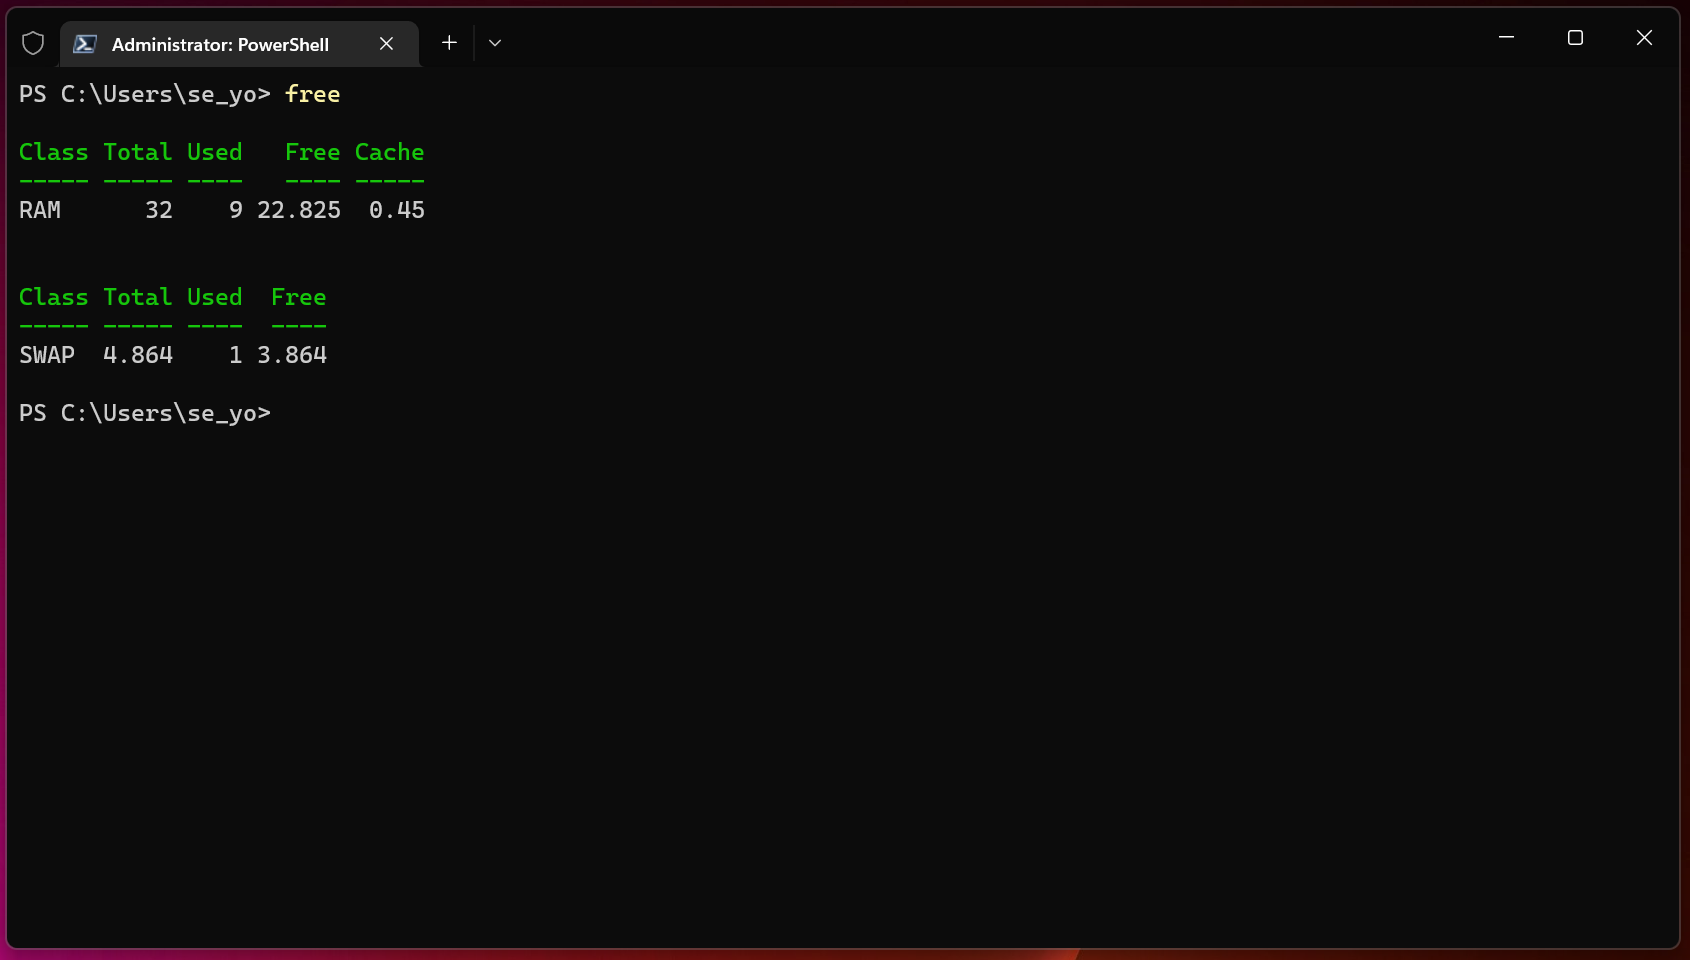 Administrator: PowerShell
PS C:\Users\se_yo> free
Class Total Used   Free Cache
----- ----- ----   ---- -----
RAM      32    9 22.825  0.45
Class Total Used  Free
----- ----- ----  ----
SWAP  4.864    1 3.864
PS C:\Users\se_yo>